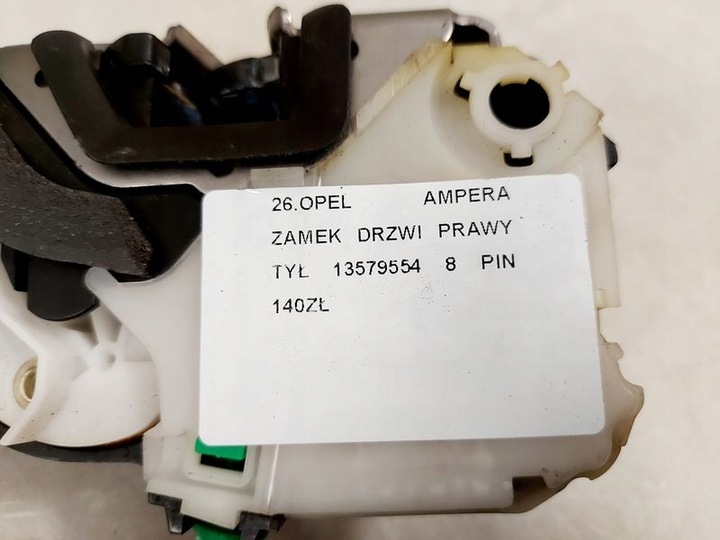 26.OPEL AMPERA
ZAMEK DRZWI PRAWY
TYŁ 13579554 8 PIN
140ZŁ